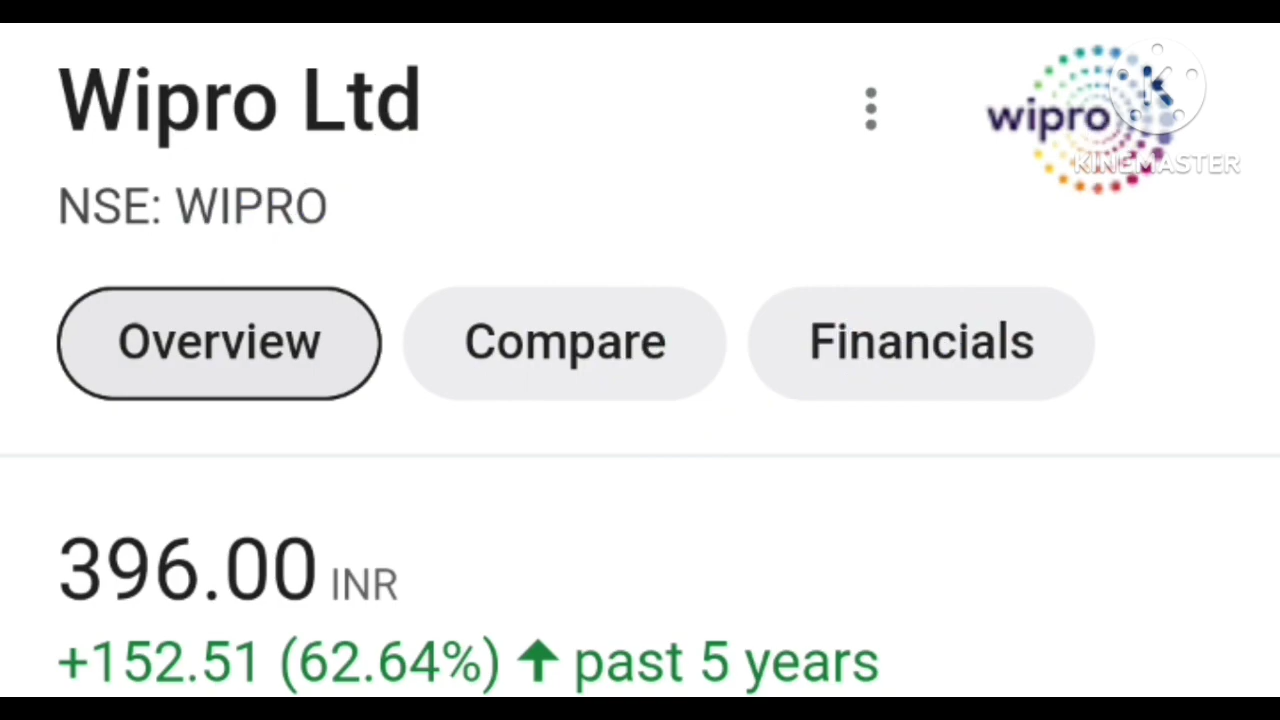 Wipro Ltd
wipro
K
KINEMASTER
NSE: WIPRO
Overview Compare Financials
396.00 INR
+152.51 (62.64%) ↑ past 5 years